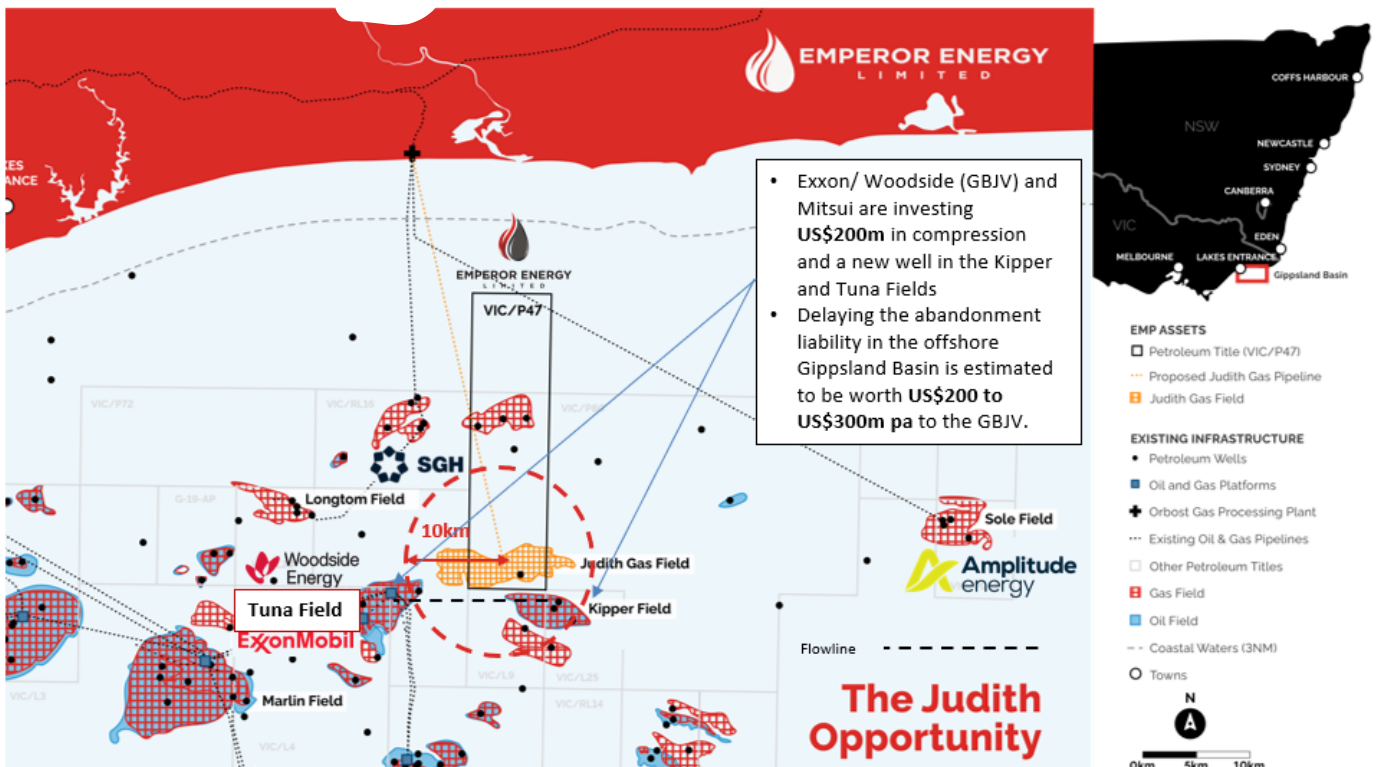 EMPEROR ENERGY
LIMITED
COFFS HARBOUR
NSW
NEWCASTLE
SYDNEY
CANBERRA
VIC
EDEN
MELBOURNE
LAKES ENTRANCE
Gippsland Basin
ANCE
• Exxon/ Woodside (GBJV) and
Mitsui are investing
US$200m in compression
and a new well in the Kipper
and Tuna Fields
• Delaying the abandonment
liability in the offshore
Gippsland Basin is estimated
to be worth US$200 to
US$300m pa to the GBJV.
EMPEROR ENERGY
LIMITED
VIC/P47
VIC/P72
SGH
G-19-AP
Longtom Field
10km
Sole Field
Woodside
Energy
Judith Gas Field
Amplitude
energy
Tuna Field
Kipper Field
ExxonMobil
Flowline
VIC/L3
VIC/L9
VIC/L25
Marlin Field
VIC/RL14
VIC/L4
The Judith
Opportunity
EMP ASSETS
Petroleum Title (VIC/P47)
Proposed Judith Gas Pipeline
Judith Gas Field
EXISTING INFRASTRUCTURE
Petroleum Wells
Oil and Gas Platforms
Orbost Gas Processing Plant
Existing Oil & Gas Pipelines
Other Petroleum Titles
Gas Field
Oil Field
Coastal Waters (3NM)
Towns
N
0km 5km 10km